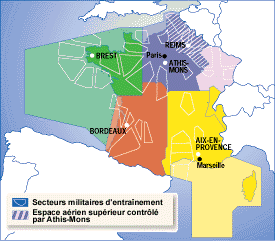 REIMS
BREST
Paris
ATHIS-
MONS
BORDEAUX
AIX-EN-
PROVENCE
Marseille
Secteurs militaires d'entraînement
Espace aérien supérieur contrôlé
par Athis-Mons